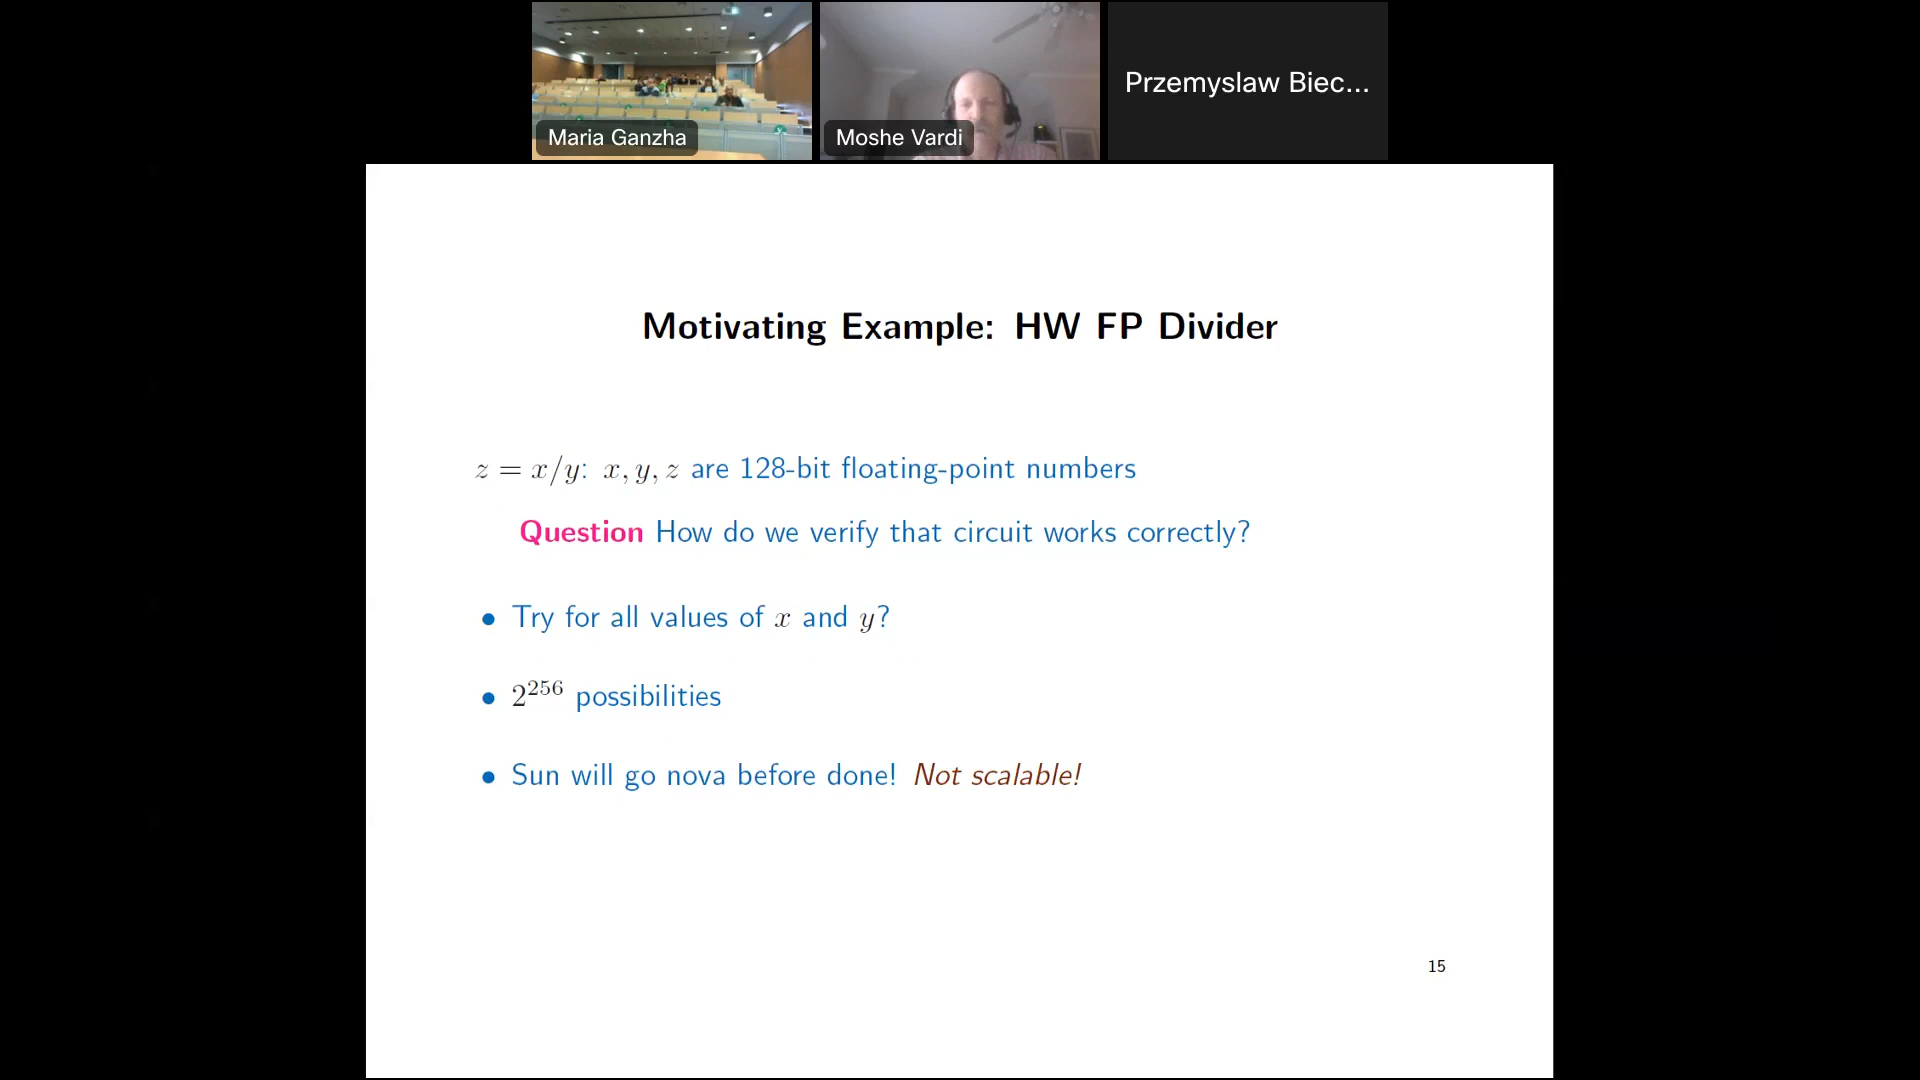 Maria Ganzha
Moshe Vardi
Przemyslaw Biec...
Motivating Example: HW FP Divider
z = x/y: x, y, z are 128-bit floating-point numbers
Question How do we verify that circuit works correctly?
• Try for all values of x and y?
• 2²⁵⁶ possibilities
• Sun will go nova before done! Not scalable!
15